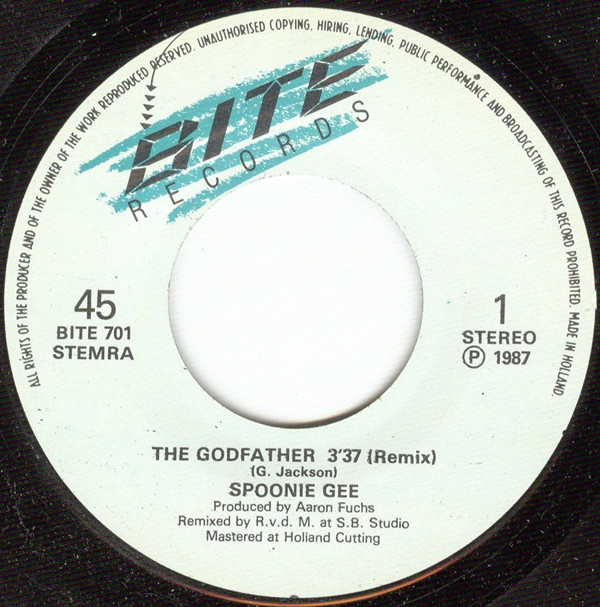 ALL RIGHTS OF THE PRODUCER AND OF THE OWNER OF THE WORK REPRODUCED RESERVED. UNAUTHORISED COPYING, HIRING, LENDING, PUBLIC PERFORMANCE AND BROADCASTING OF THIS RECORD PROHIBITED. MADE IN HOLLAND
BITE
RECORDS
45
BITE 701
STEMRA
1
STEREO
Ⓟ 1987
THE GODFATHER 3'37 (Remix)
(G. Jackson)
SPOONIE GEE
Produced by Aaron Fuchs
Remixed by R.v.d. M. at S.B. Studio
Mastered at Holland Cutting